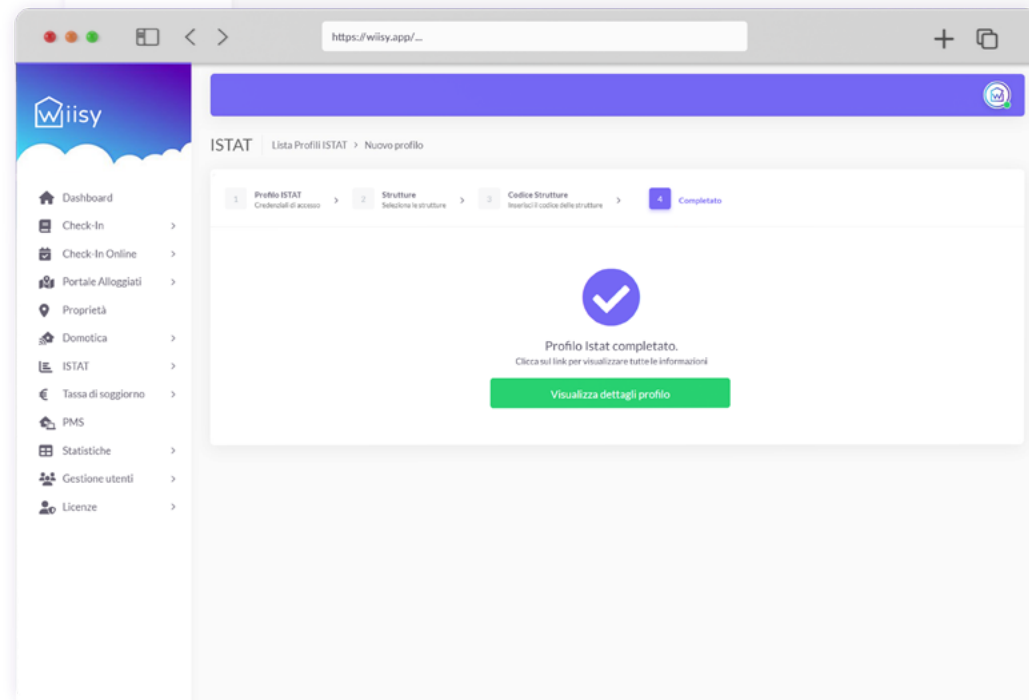 https://wiisy.app/...
Wiisy
ISTAT Lista Profili ISTAT > Nuovo profilo
1 Profilo ISTAT
Credenziali di accesso
2 Strutture
Seleziona le strutture
3 Codice Strutture
Inserisci il codice delle strutture
4 Completato
Dashboard
Check-In
Check-In Online
Portale Alloggiati
Proprietà
Domotica
ISTAT
Tassa di soggiorno
PMS
Statistiche
Gestione utenti
Licenze
Profilo Istat completato.
Clicca sul link per visualizzare tutte le informazioni
Visualizza dettagli profilo